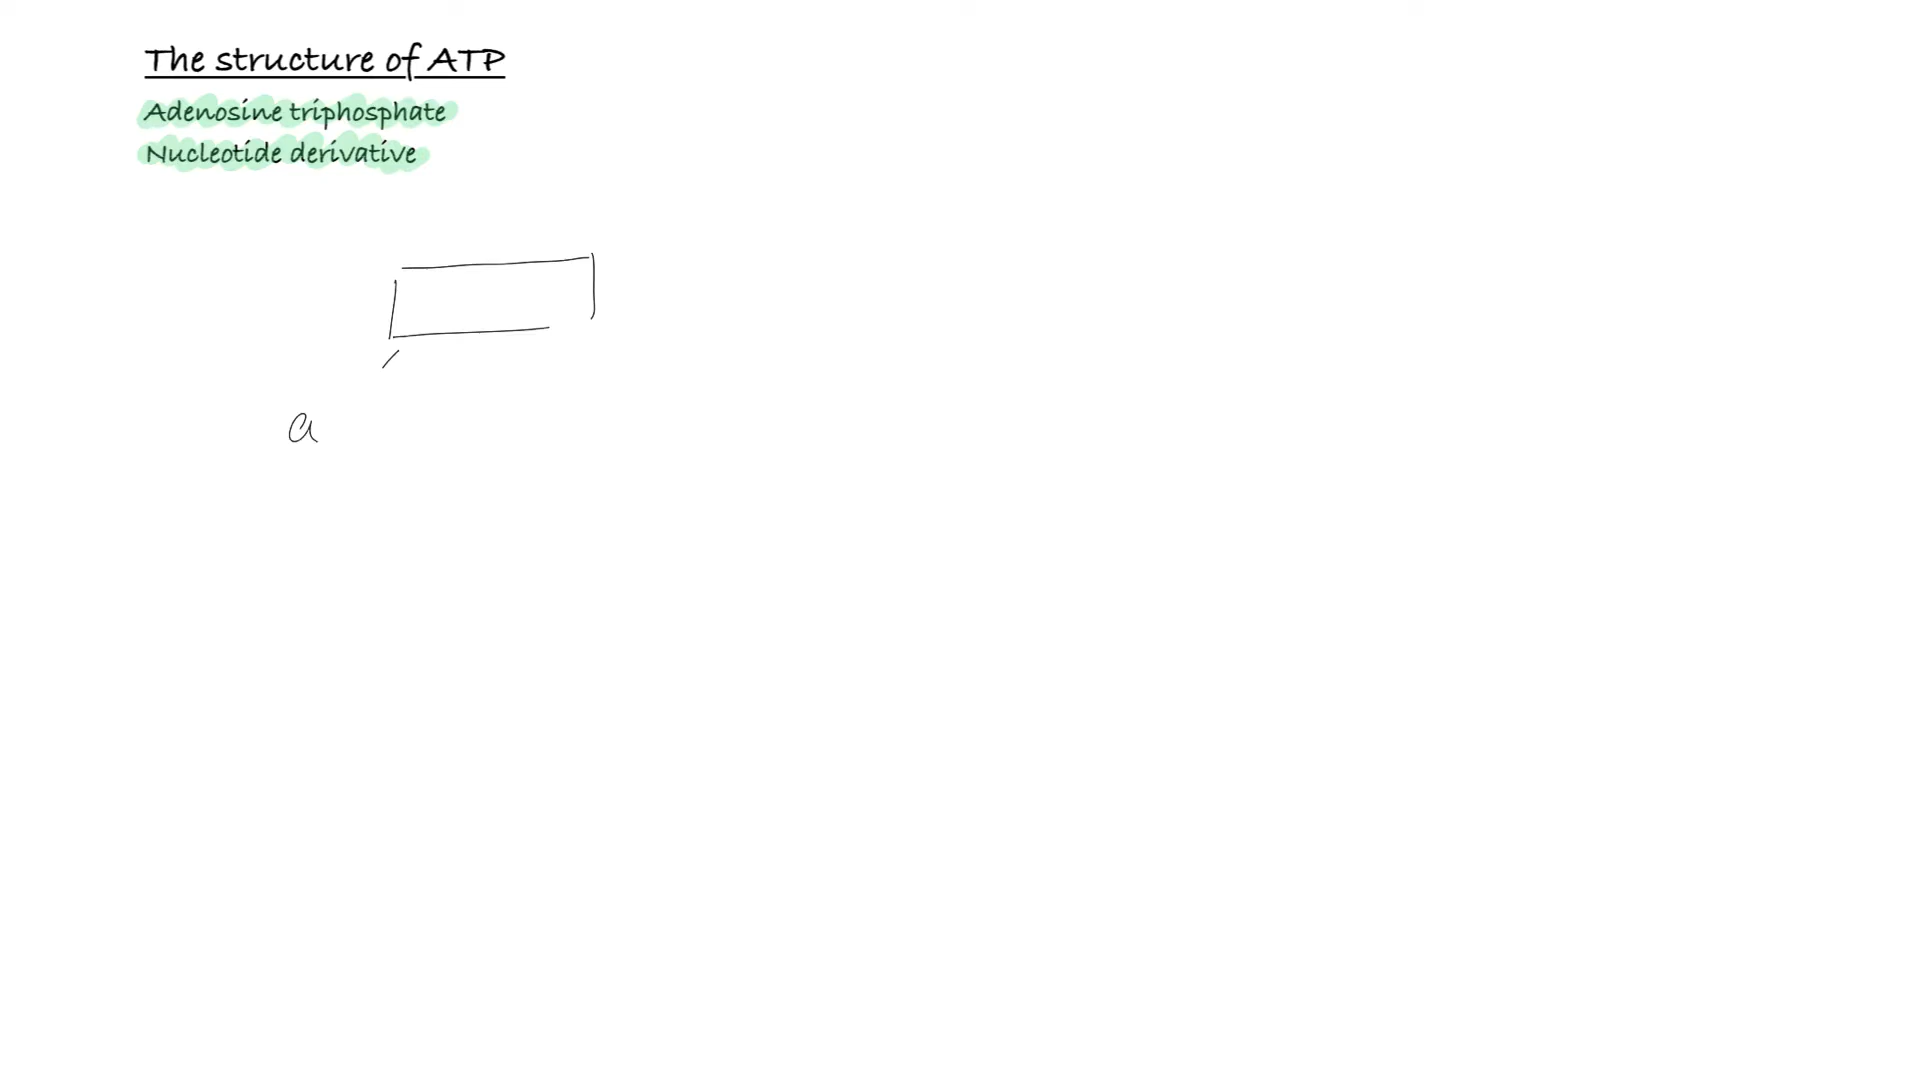 The structure of ATP
Adenosine triphosphate
Nucleotide derivative
a